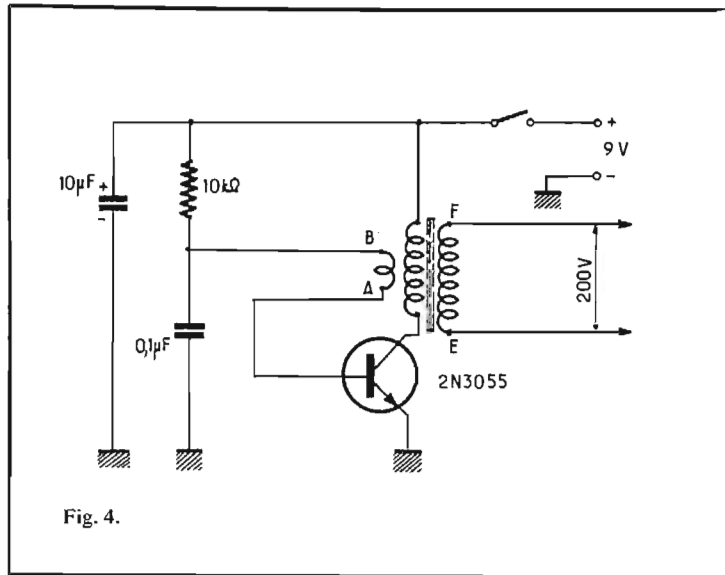 +
9 V
-
10µF
+
-
10kΩ
B
F
A
200V
0,1µF
E
2N3055
Fig. 4.